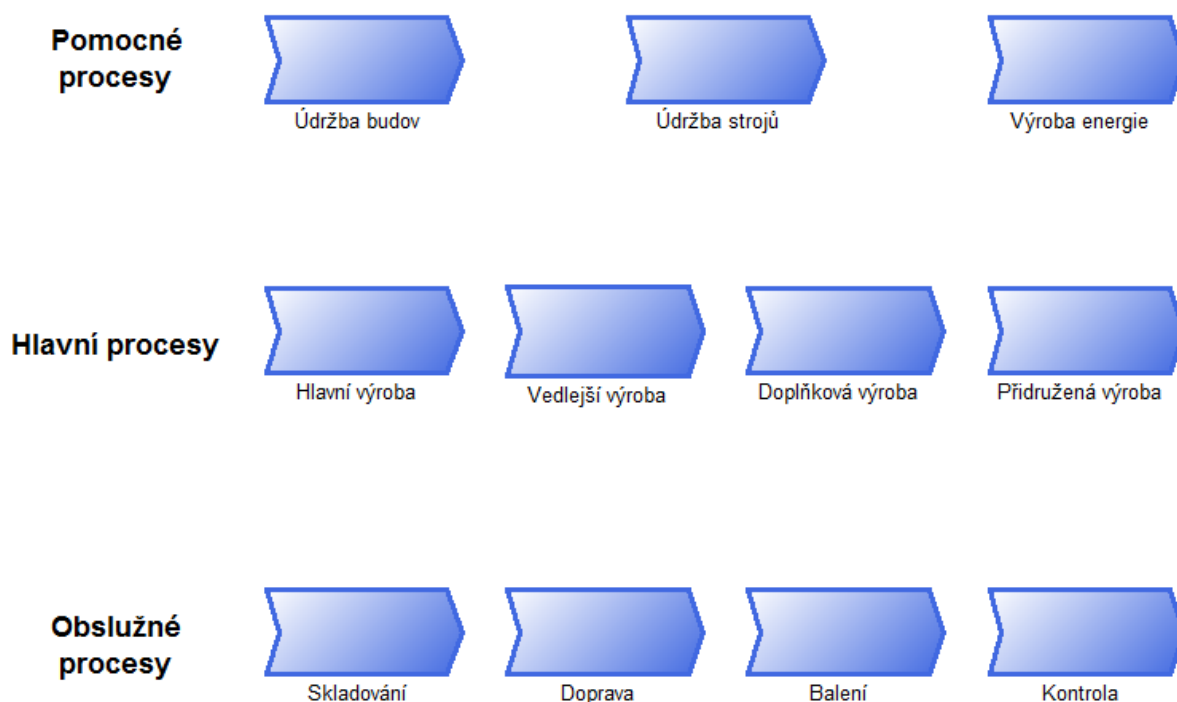 Pomocné
procesy
Údržba budov
Údržba strojů
Výroba energie
Hlavní procesy
Hlavní výroba
Vedlejší výroba
Doplňková výroba
Přidružená výroba
Obslužné
procesy
Skladování
Doprava
Balení
Kontrola